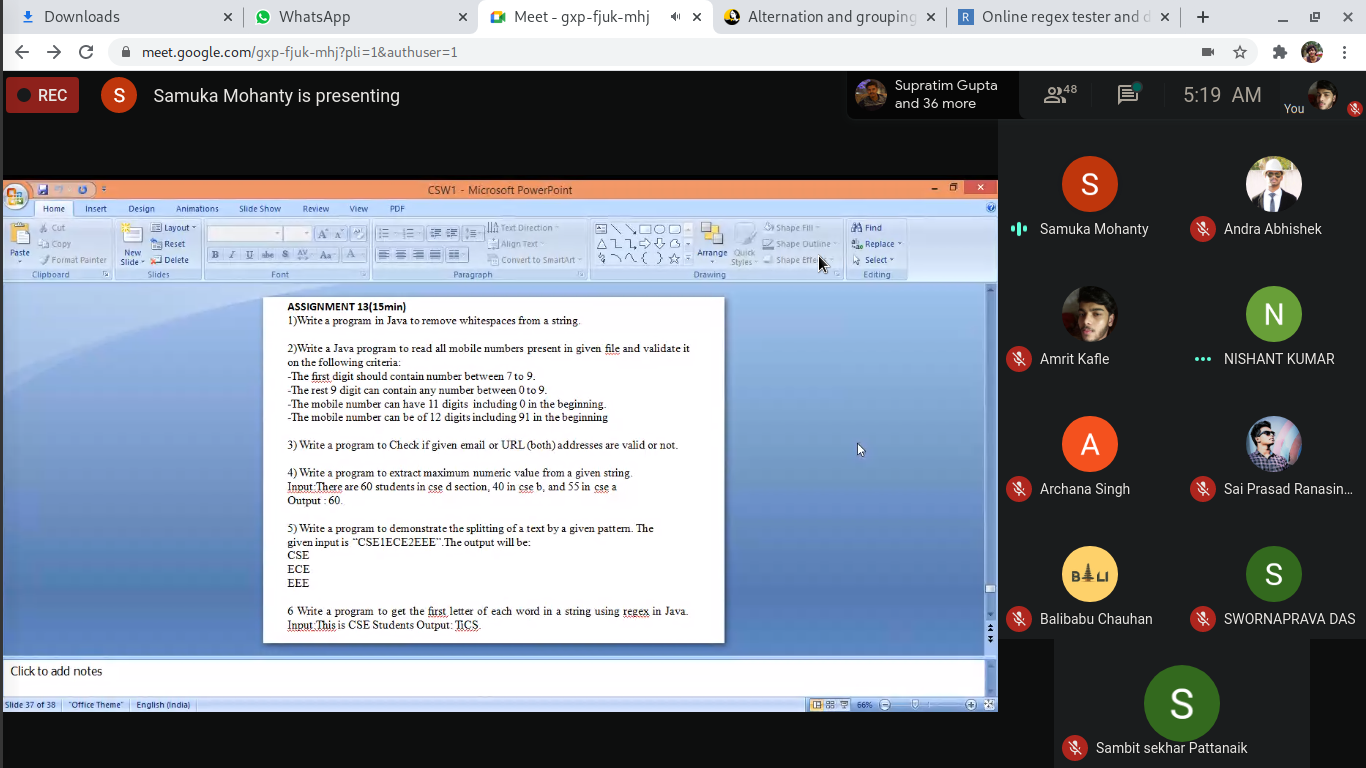 Downloads
WhatsApp
Meet - gxp-fjuk-mhj
Alternation and grouping
Online regex tester and d
meet.google.com/gxp-fjuk-mhj?pli=1&authuser=1
REC
S
Samuka Mohanty is presenting
Supratim Gupta
and 36 more
48
5:19 AM
You
CSW1 - Microsoft PowerPoint
Home Insert Design Animations Slide Show Review View PDF
Paste
Cut
Copy
Format Painter
Clipboard
New
Slide
Layout
Reset
Delete
Slides
B I U abc S AV Aa A
Font
Text Direction
Align Text
Convert to SmartArt
Paragraph
Arrange
Quick
Styles
Shape Fill
Shape Outline
Shape Effe
Drawing
Find
Replace
Select
Editing
ASSIGNMENT 13(15min)
1)Write a program in Java to remove whitespaces from a string.
2)Write a Java program to read all mobile numbers present in given file and validate it
on the following criteria:
-The first digit should contain number between 7 to 9.
-The rest 9 digit can contain any number between 0 to 9.
-The mobile number can have 11 digits including 0 in the beginning.
-The mobile number can be of 12 digits including 91 in the beginning
3) Write a program to Check if given email or URL (both) addresses are valid or not.
4) Write a program to extract maximum numeric value from a given string.
Input:There are 60 students in cse d section, 40 in cse b, and 55 in cse a
Output : 60.
5) Write a program to demonstrate the splitting of a text by a given pattern. The
given input is “CSE1ECE2EEE”.The output will be:
CSE
ECE
EEE
6 Write a program to get the first letter of each word in a string using regex in Java.
Input:This is CSE Students Output: TiCS.
Click to add notes
Slide 37 of 38
"Office Theme"
English (India)
66%
S
Samuka Mohanty
Andra Abhishek
Amrit Kafle
N
NISHANT KUMAR
A
Archana Singh
Sai Prasad Ranasin...
BALI
Balibabu Chauhan
S
SWORNAPRAVA DAS
S
Sambit sekhar Pattanaik